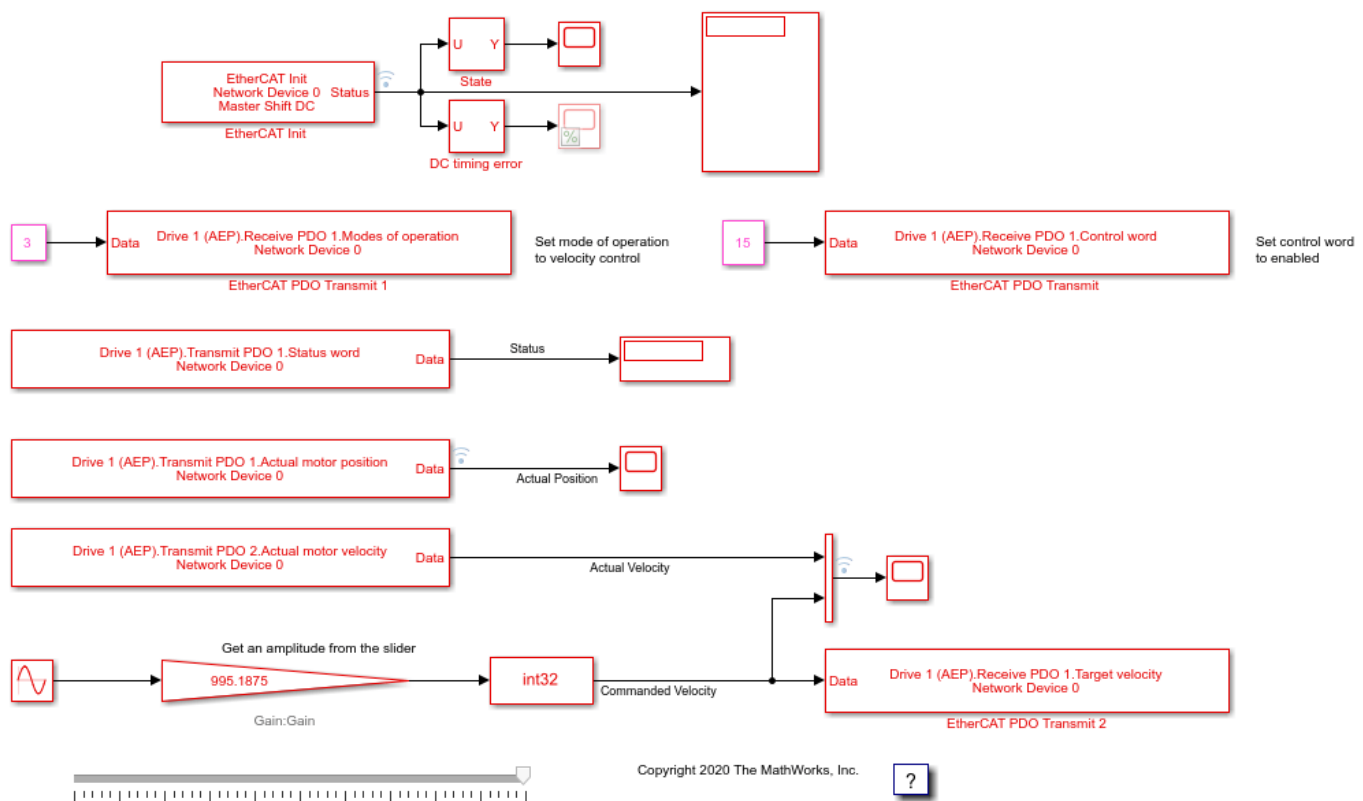 EtherCAT Init
Network Device 0
Master Shift DC
Status
EtherCAT Init
U Y
State
U Y
DC timing error
%
3
Data
Drive 1 (AEP).Receive PDO 1.Modes of operation
Network Device 0
EtherCAT PDO Transmit 1
Set mode of operation
to velocity control
15
Data
Drive 1 (AEP).Receive PDO 1.Control word
Network Device 0
EtherCAT PDO Transmit
Set control word
to enabled
Drive 1 (AEP).Transmit PDO 1.Status word
Network Device 0
Data
Status
Drive 1 (AEP).Transmit PDO 1.Actual motor position
Network Device 0
Data
Actual Position
Drive 1 (AEP).Transmit PDO 2.Actual motor velocity
Network Device 0
Data
Actual Velocity
Get an amplitude from the slider
995.1875
Gain:Gain
int32
Commanded Velocity
Data
Drive 1 (AEP).Receive PDO 1.Target velocity
Network Device 0
EtherCAT PDO Transmit 2
Copyright 2020 The MathWorks, Inc.
?